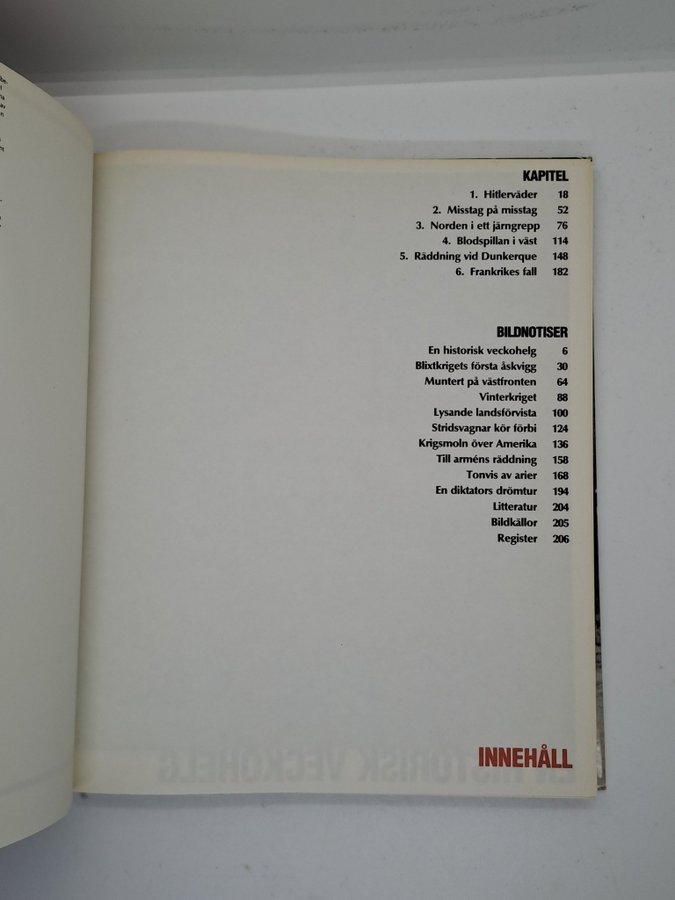 KAPITEL
1. Hitlerväder 18
2. Misstag på misstag 52
3. Norden i ett järngrepp 76
4. Blodspillan i väst 114
5. Räddning vid Dunkerque 148
6. Frankrikes fall 182
BILDNOTISER
En historisk veckohelg 6
Blixtkrigets första åskvigg 30
Muntert på västfronten 64
Vinterkriget 88
Lysande landsförvista 100
Stridsvagnar kör förbi 124
Krigsmoln över Amerika 136
Till arméns räddning 158
Tonvis av arier 168
En diktators drömtur 194
Litteratur 204
Bildkällor 205
Register 206
INNEHÅLL